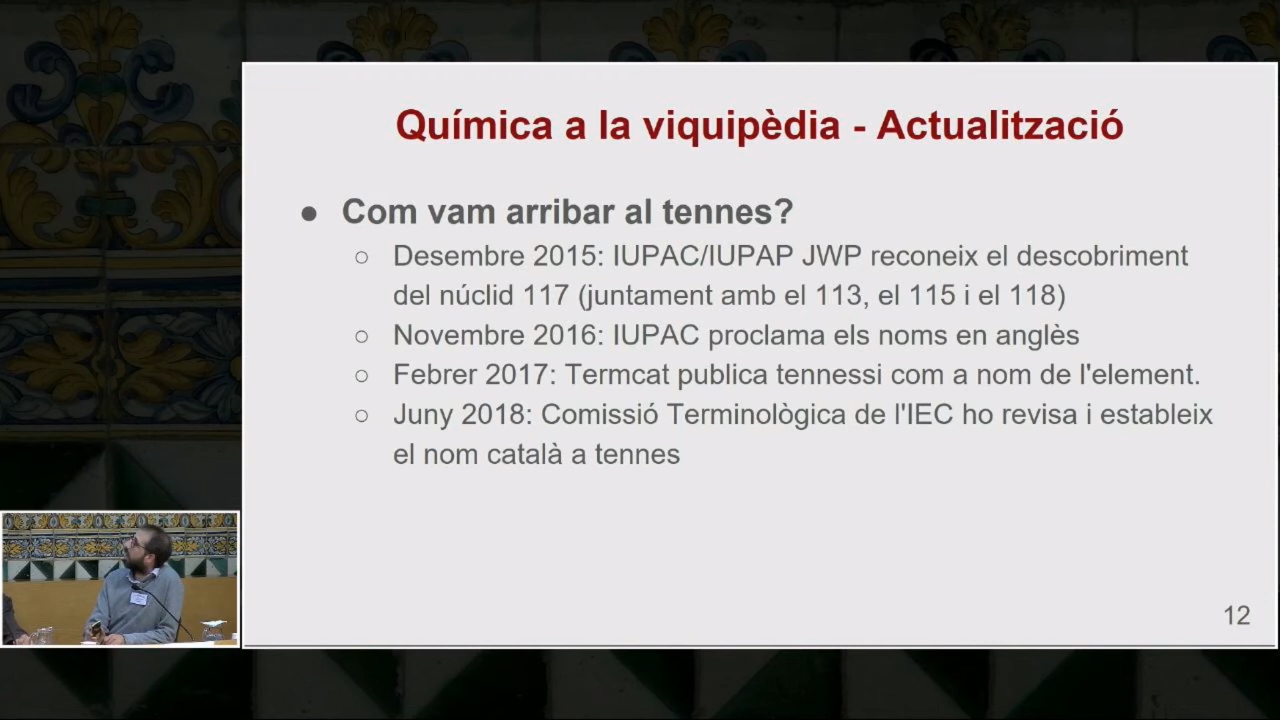 Química a la viquipèdia - Actualització
● Com vam arribar al tennes?
○ Desembre 2015: IUPAC/IUPAP JWP reconeix el descobriment
del núclid 117 (juntament amb el 113, el 115 i el 118)
○ Novembre 2016: IUPAC proclama els noms en anglès
○ Febrer 2017: Termcat publica tennessi com a nom de l'element.
○ Juny 2018: Comissió Terminològica de l'IEC ho revisa i estableix
el nom català a tennes
12